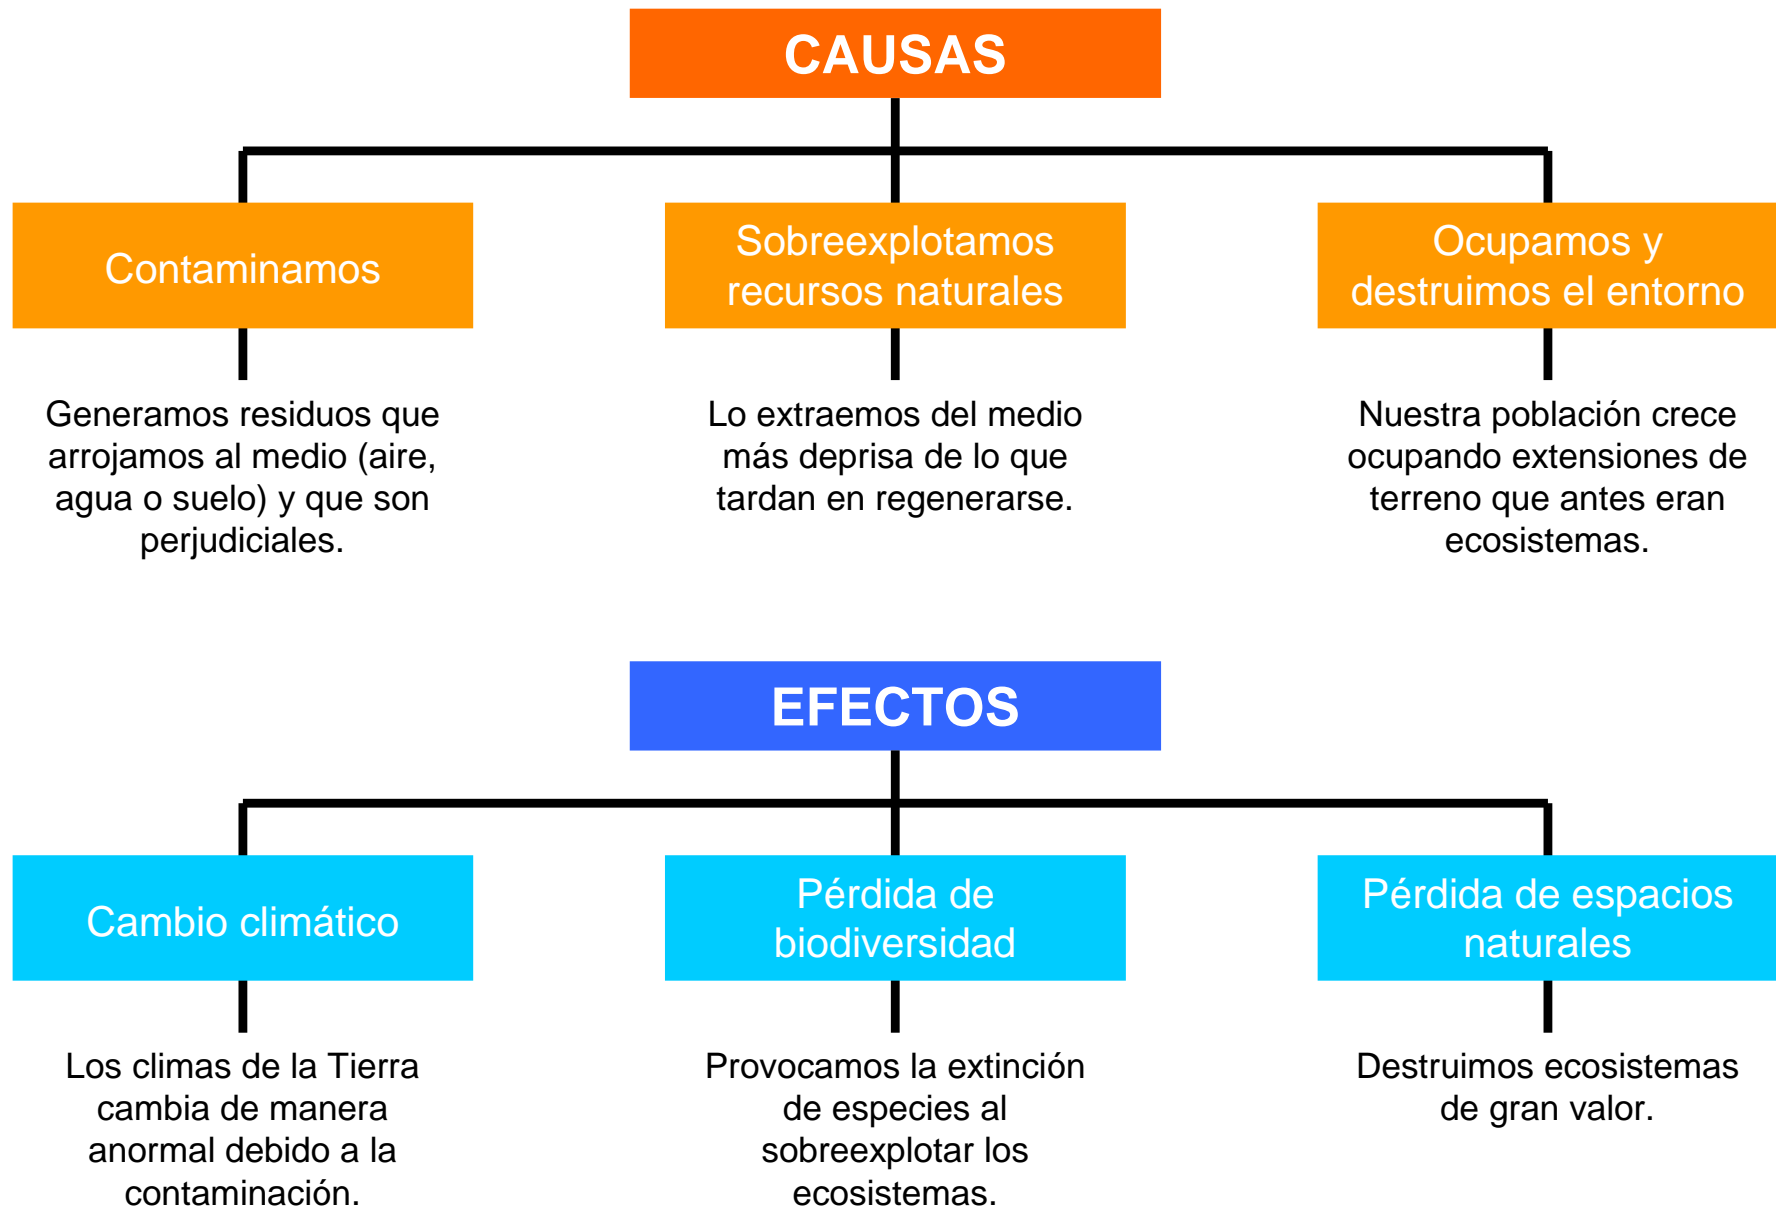 CAUSAS
Contaminamos
Sobreexplotamos
recursos naturales
Ocupamos y
destruimos el entorno
Generamos residuos que
arrojamos al medio (aire,
agua o suelo) y que son
perjudiciales.
Lo extraemos del medio
más deprisa de lo que
tardan en regenerarse.
Nuestra población crece
ocupando extensiones de
terreno que antes eran
ecosistemas.
EFECTOS
Cambio climático
Pérdida de
biodiversidad
Pérdida de espacios
naturales
Los climas de la Tierra
cambia de manera
anormal debido a la
contaminación.
Provocamos la extinción
de especies al
sobreexplotar los
ecosistemas.
Destruimos ecosistemas
de gran valor.